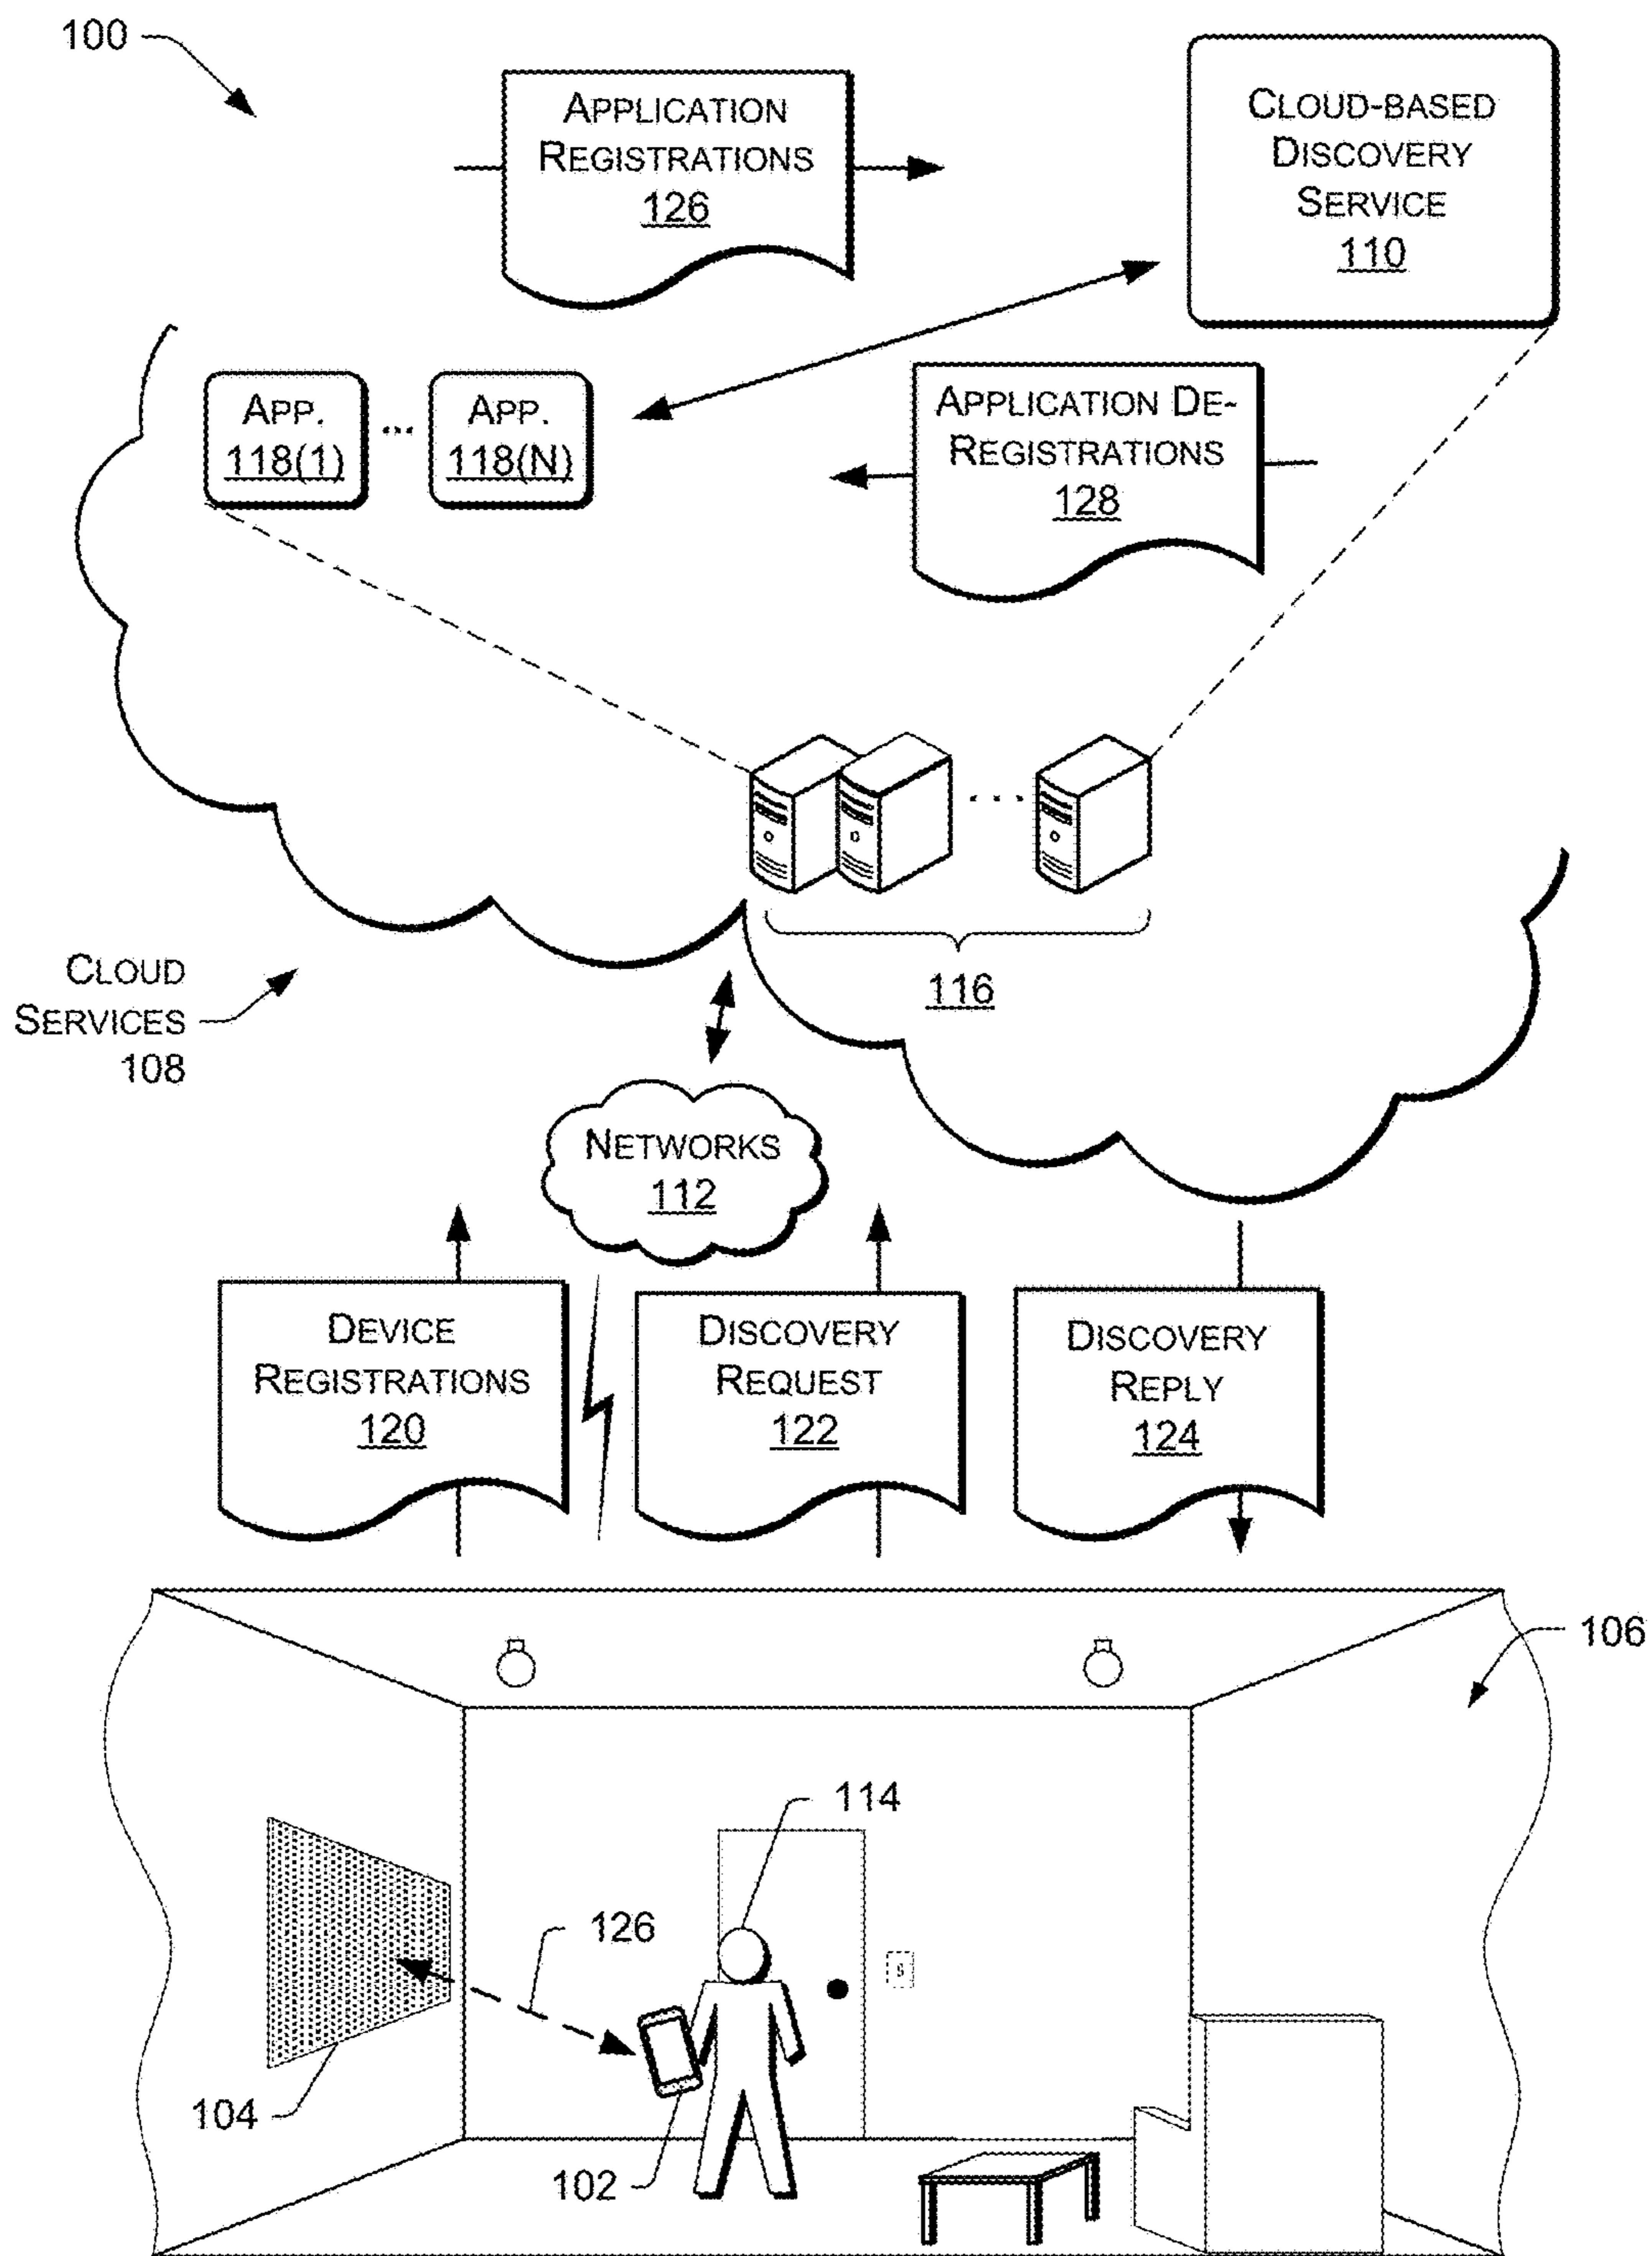 100
APPLICATION
REGISTRATIONS
126
CLOUD-BASED
DISCOVERY
SERVICE
110
APP.
118(1)
...
APP.
118(N)
APPLICATION DE-
REGISTRATIONS
128
...
116
CLOUD
SERVICES
108
NETWORKS
112
DEVICE
REGISTRATIONS
120
DISCOVERY
REQUEST
122
DISCOVERY
REPLY
124
106
114
126
104
102